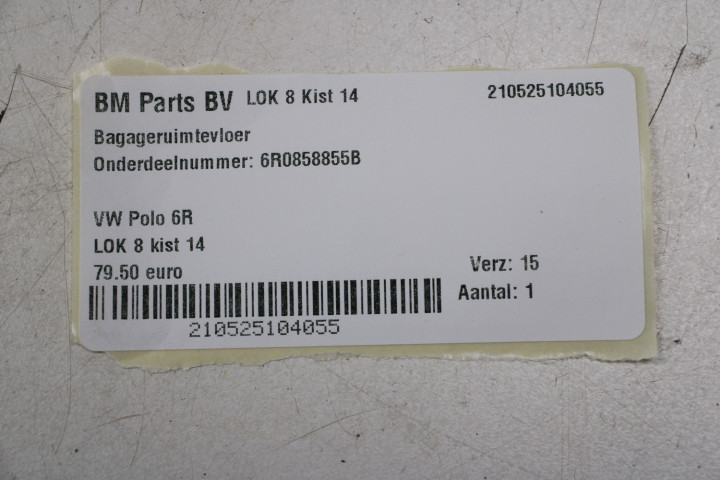 BM Parts BV LOK 8 Kist 14 210525104055
Bagageruimtevloer
Onderdeelnummer: 6R0858855B
VW Polo 6R
LOK 8 kist 14
79.50 euro Verz: 15
Aantal: 1
210525104055